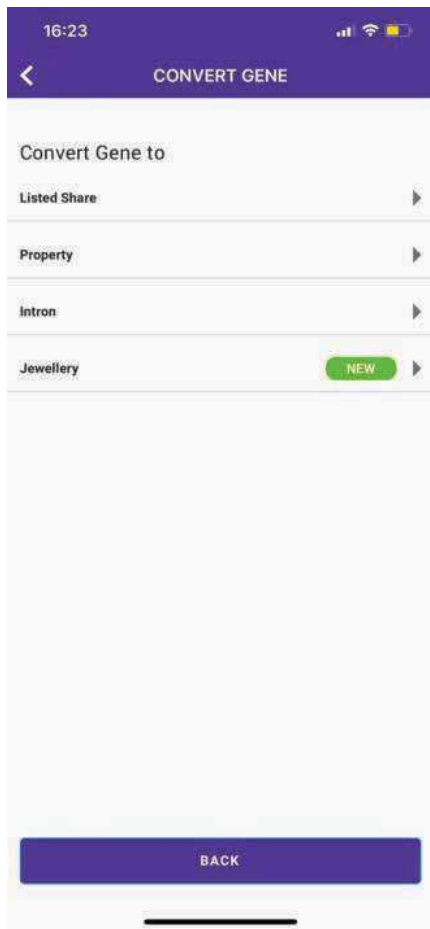 16:23
CONVERT GENE
Convert Gene to
Listed Share
Property
Intron
Jewellery NEW
BACK